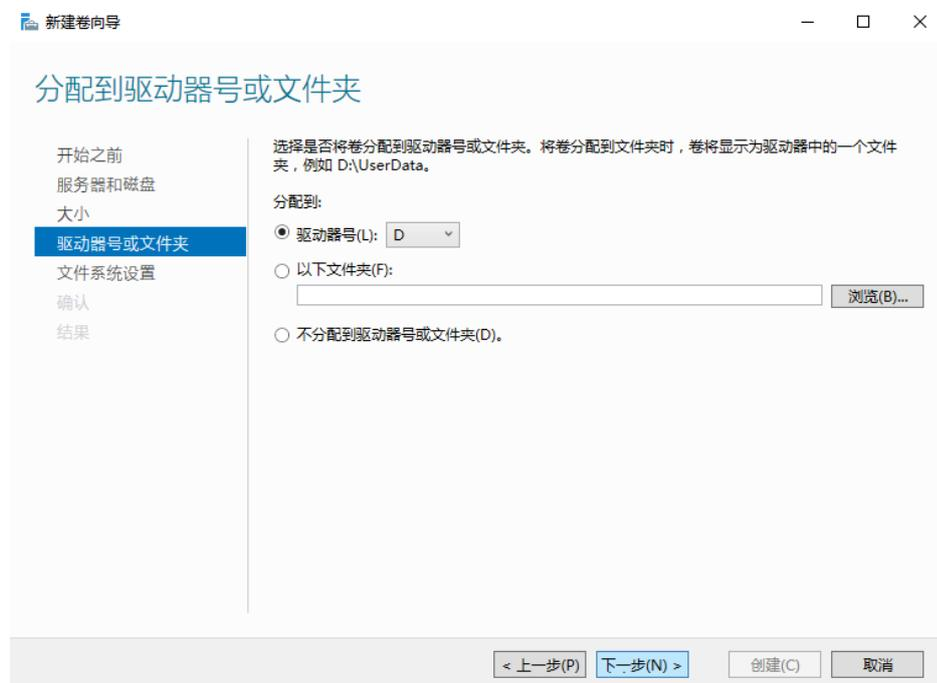 新建卷向导
分配到驱动器号或文件夹
开始之前
服务器和磁盘
大小
驱动器号或文件夹
文件系统设置
确认
结果
选择是否将卷分配到驱动器号或文件夹。将卷分配到文件夹时，卷将显示为驱动器中的一个文件
夹，例如 D:\UserData。
分配到:
驱动器号(L): D
以下文件夹(F):
浏览(B)...
不分配到驱动器号或文件夹(D)。
< 上一步(P) 下一步(N) > 创建(C) 取消